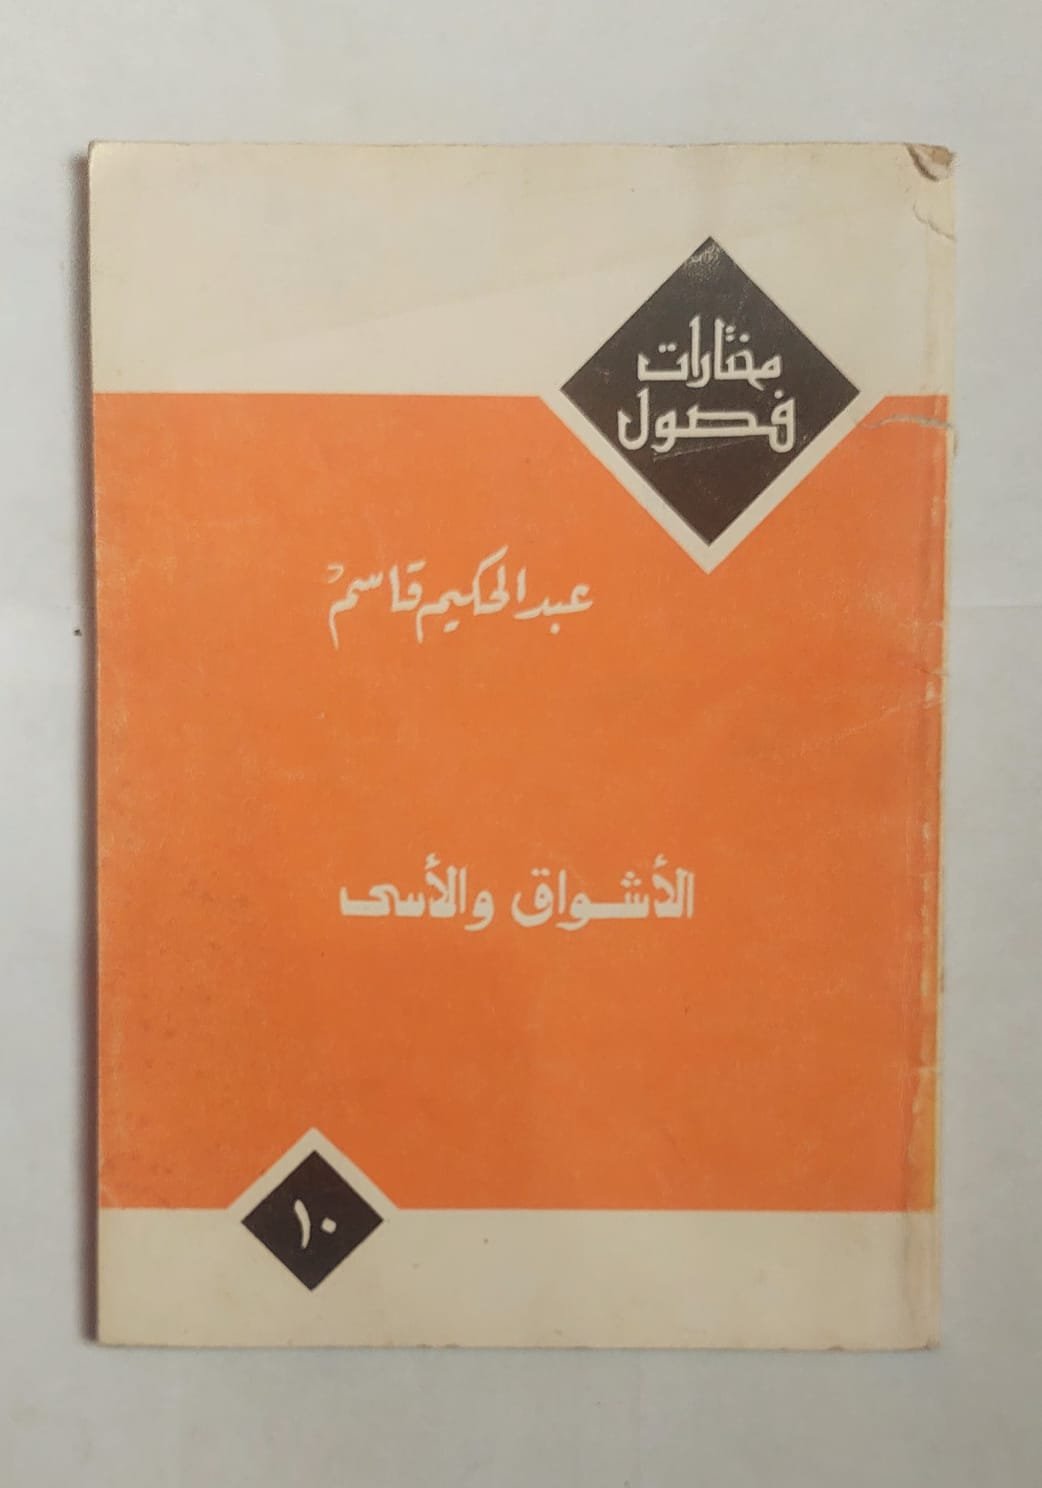 مختارات
فصول
عبد الحكيم قاسم
الأشواق والأسى
١٠